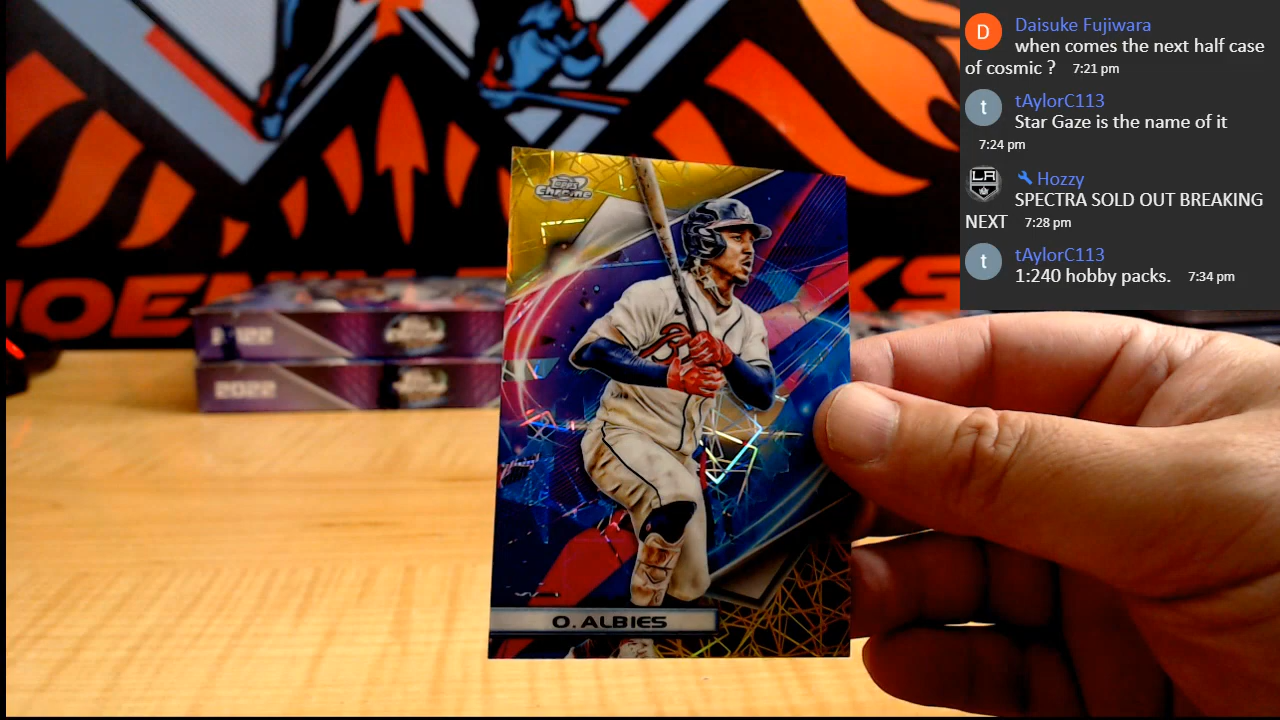 D
Daisuke Fujiwara
when comes the next half case
of cosmic ? 7:21 pm
t
tAylorC113
Star Gaze is the name of it
7:24 pm
LA
Hozzy
SPECTRA SOLD OUT BREAKING
NEXT 7:28 pm
t
tAylorC113
1:240 hobby packs. 7:34 pm
TOPPS
Chrome
O. ALBIES
2022
2022